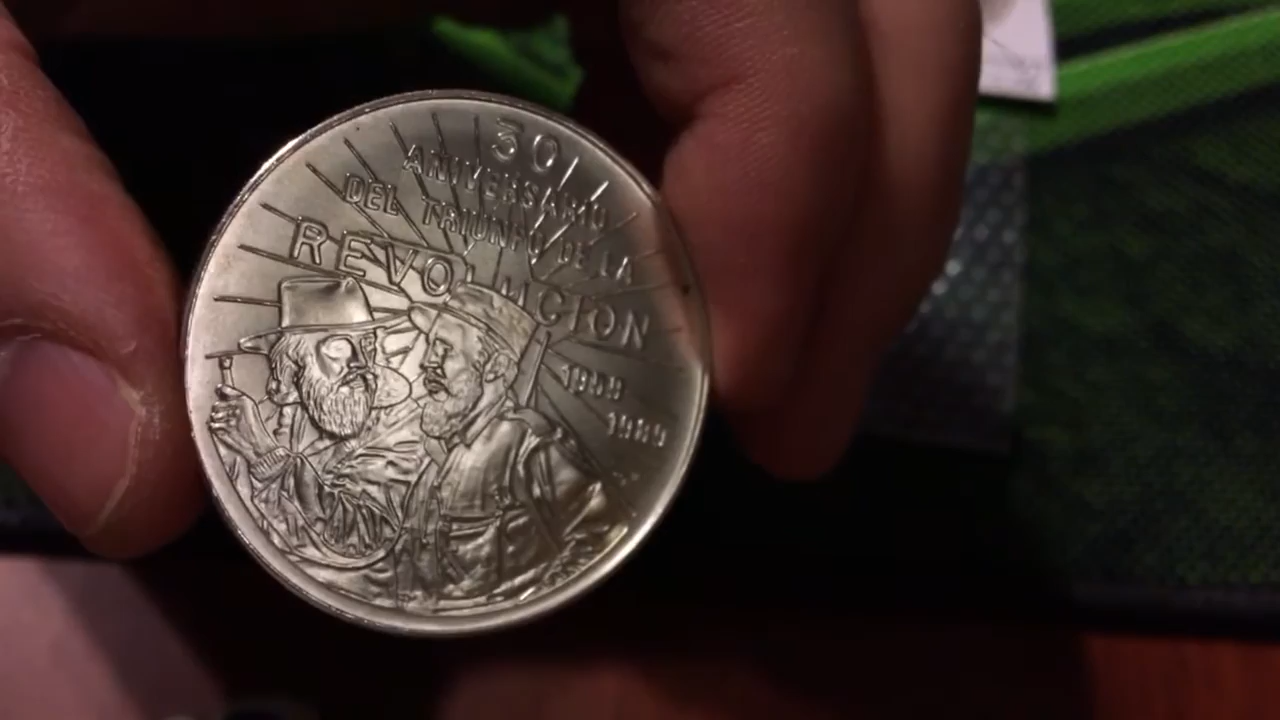 30
ANIVERSARIO
DEL TRIUNFO DE LA
REVOLUCION
1959
1989